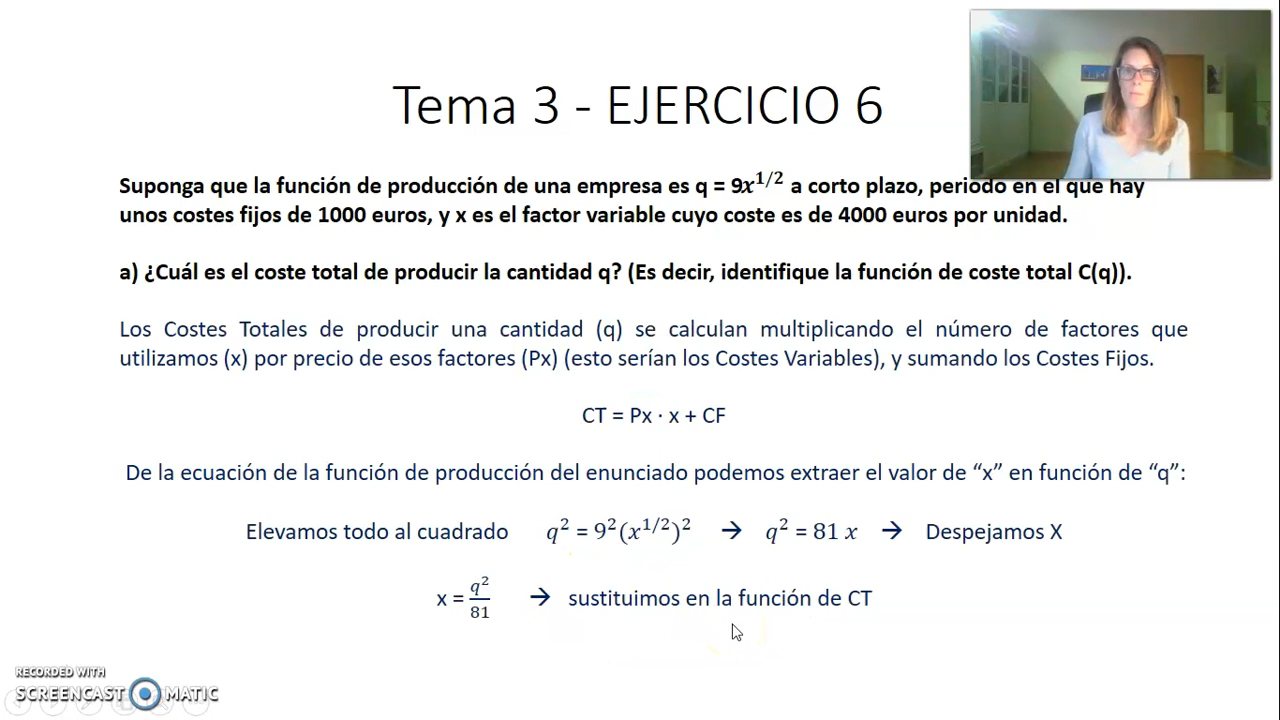 Tema 3 - EJERCICIO 6
Suponga que la función de producción de una empresa es q = 9x^{1/2} a corto plazo, periodo en el que hay
unos costes fijos de 1000 euros, y x es el factor variable cuyo coste es de 4000 euros por unidad.
a) ¿Cuál es el coste total de producir la cantidad q? (Es decir, identifique la función de coste total C(q)).
Los Costes Totales de producir una cantidad (q) se calculan multiplicando el número de factores que
utilizamos (x) por precio de esos factores (Px) (esto serían los Costes Variables), y sumando los Costes Fijos.
CT = Px · x + CF
De la ecuación de la función de producción del enunciado podemos extraer el valor de “x” en función de “q”:
Elevamos todo al cuadrado q² = 9²(x^{1/2})² → q² = 81 x → Despejamos X
x = q²/81 → sustituimos en la función de CT
RECORDED WITH
SCREENCAST MATIC